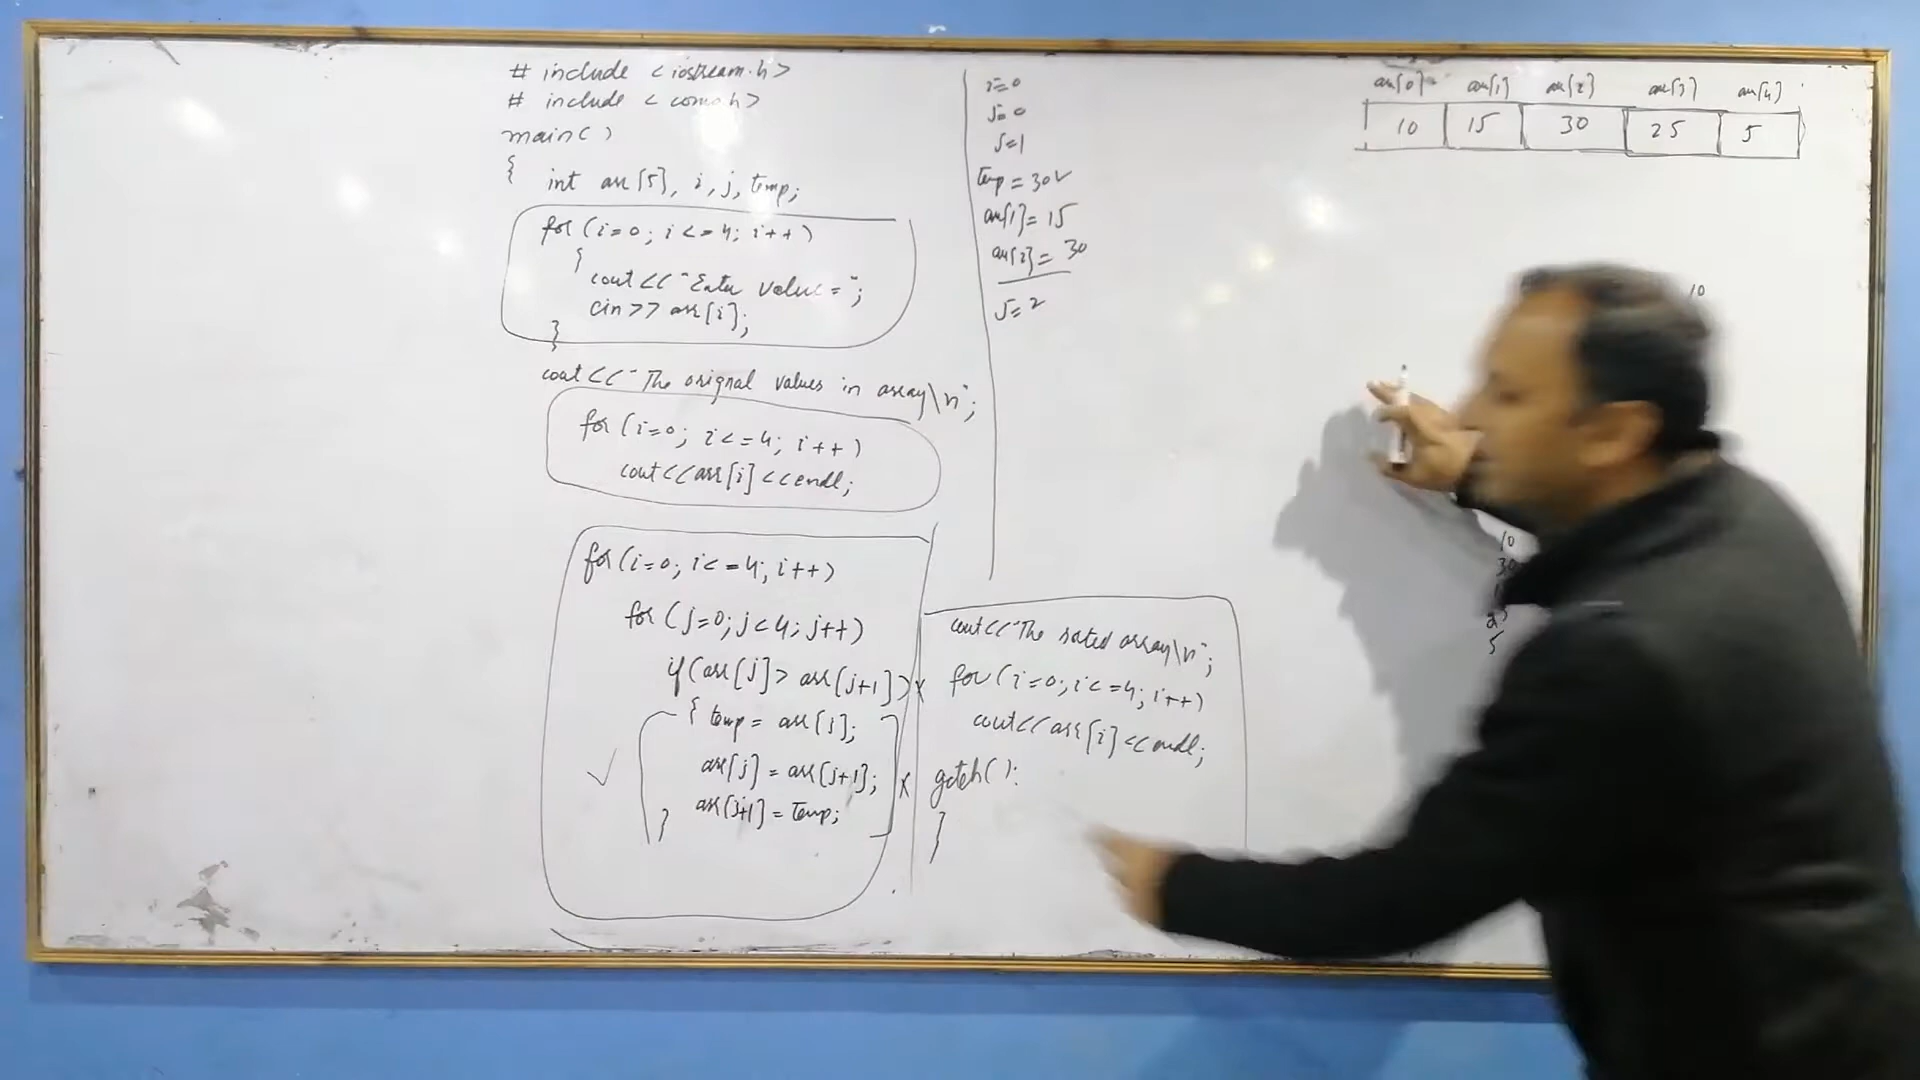 # include <iostream.h>
# include <conio.h>
main()
{ int arr[5], i, j, temp;
for (i=0; i<=4; i++)
{
cout<<"Enter value=";
cin>>arr[i];
}
cout<<"The orignal values in array\n";
for (i=0; i<=4; i++)
cout<<arr[i]<<endl;
for (i=0; i<=4; i++)
for (j=0; j<4; j++)
if (arr[j]> arr[j+1])
{ temp = arr[j];
arr[j] = arr[j+1];
arr[j+1] = temp;
}
cout<<"The sorted array\n";
for (i=0; i<=4; i++)
cout<<arr[i]<<endl;
getch();
}
i=0
J=0
J=1
temp = 30
arr[1] = 15
arr[2] = 30
J=2
arr[0] arr[1] arr[2] arr[3] arr[4]
10 15 30 25 5
10
10
30
5